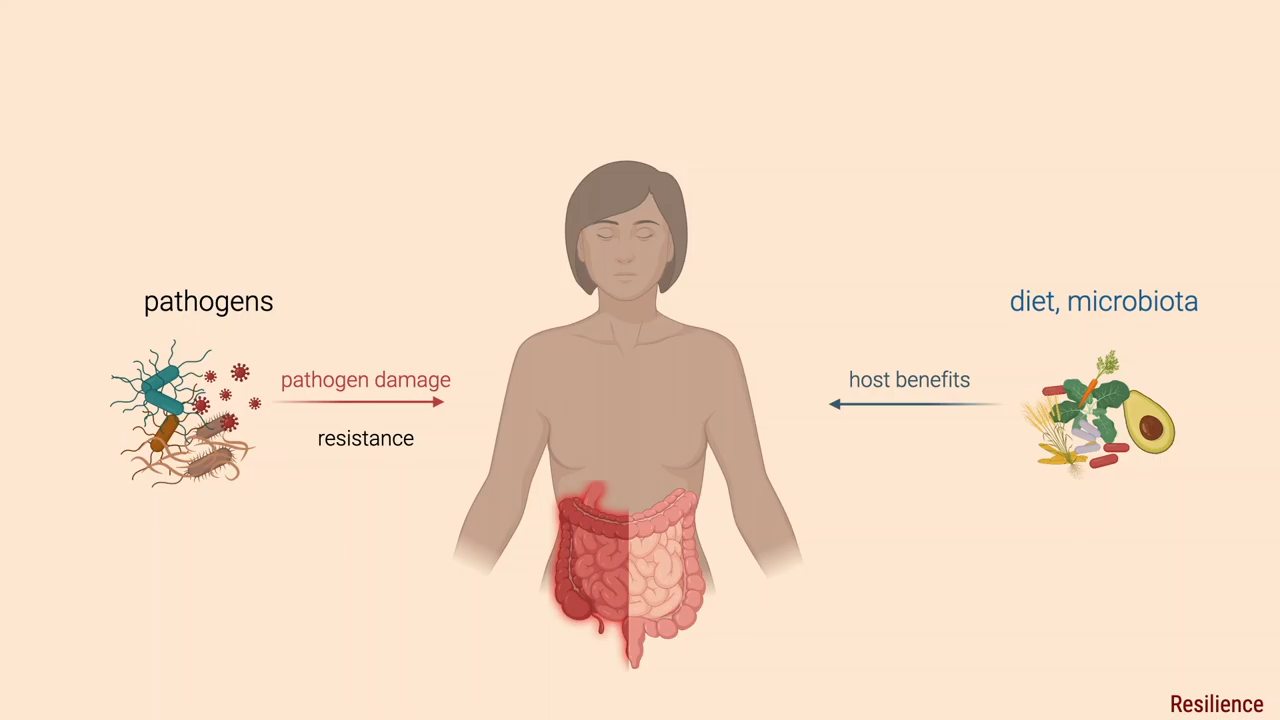 pathogens
diet, microbiota
pathogen damage
host benefits
resistance
Resilience